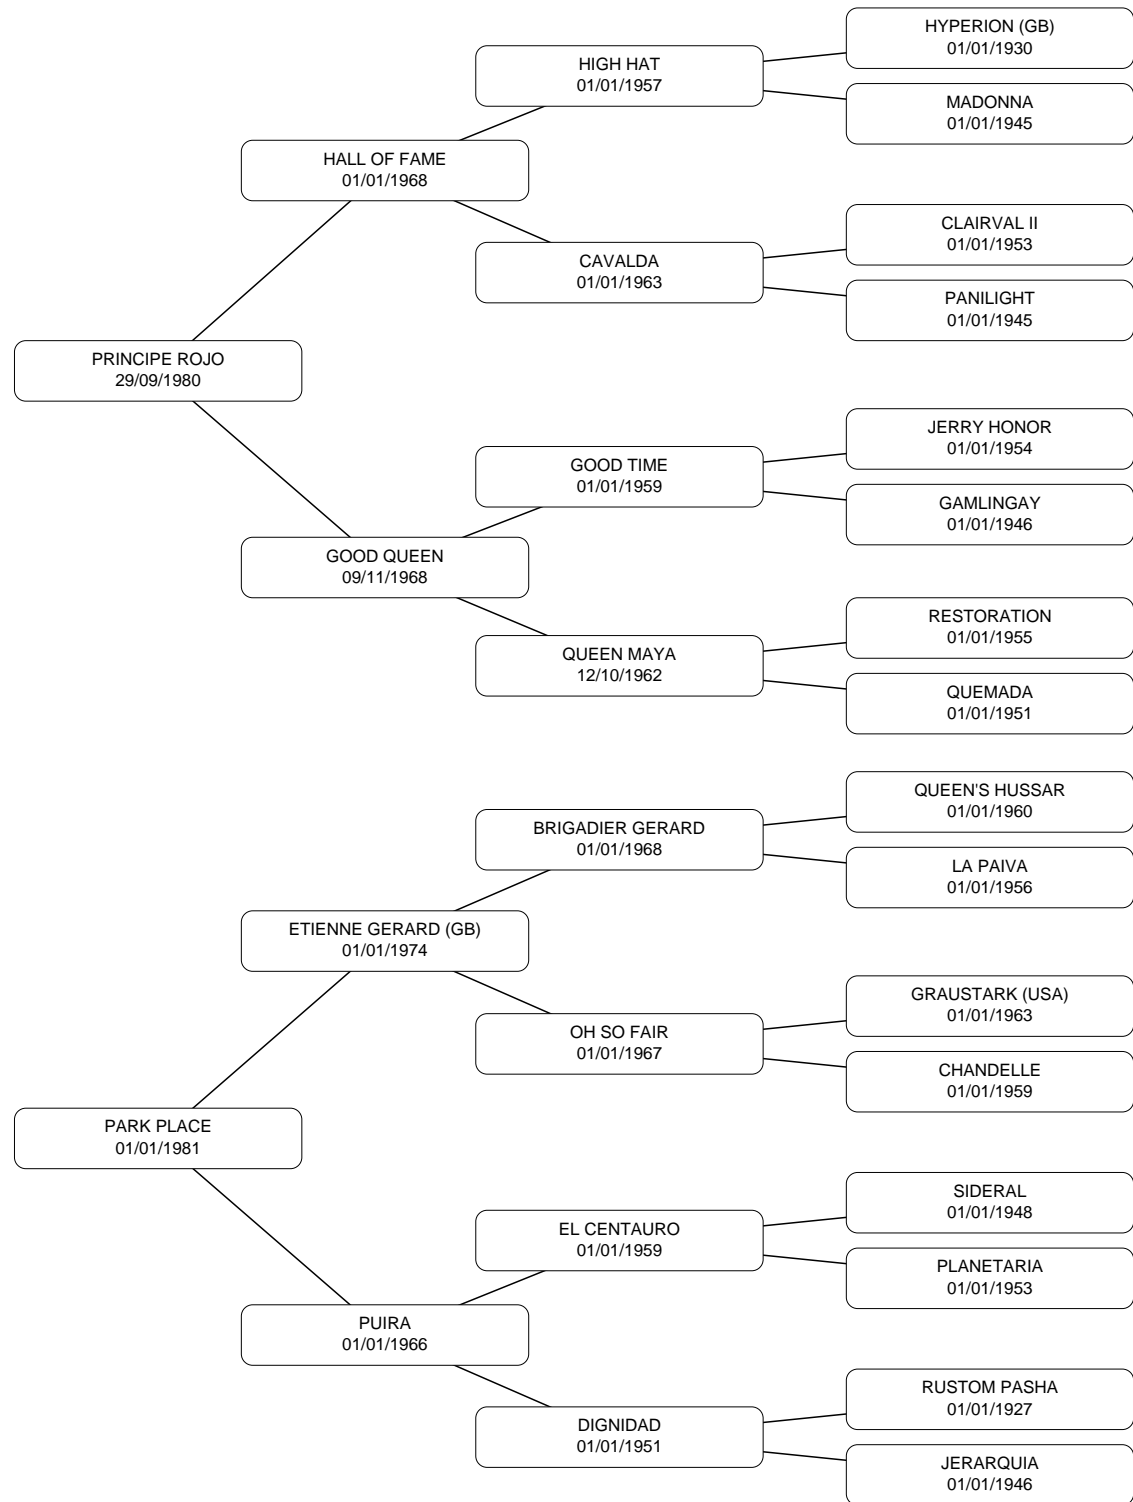 HYPERION (GB)
01/01/1930
HIGH HAT
01/01/1957
MADONNA
01/01/1945
HALL OF FAME
01/01/1968
CLAIRVAL II
01/01/1953
CAVALDA
01/01/1963
PANILIGHT
01/01/1945
PRINCIPE ROJO
29/09/1980
JERRY HONOR
01/01/1954
GOOD TIME
01/01/1959
GAMLINGAY
01/01/1946
GOOD QUEEN
09/11/1968
RESTORATION
01/01/1955
QUEEN MAYA
12/10/1962
QUEMADA
01/01/1951
QUEEN'S HUSSAR
01/01/1960
BRIGADIER GERARD
01/01/1968
LA PAIVA
01/01/1956
ETIENNE GERARD (GB)
01/01/1974
GRAUSTARK (USA)
01/01/1963
OH SO FAIR
01/01/1967
CHANDELLE
01/01/1959
PARK PLACE
01/01/1981
SIDERAL
01/01/1948
EL CENTAURO
01/01/1959
PLANETARIA
01/01/1953
PUIRA
01/01/1966
RUSTOM PASHA
01/01/1927
DIGNIDAD
01/01/1951
JERARQUIA
01/01/1946